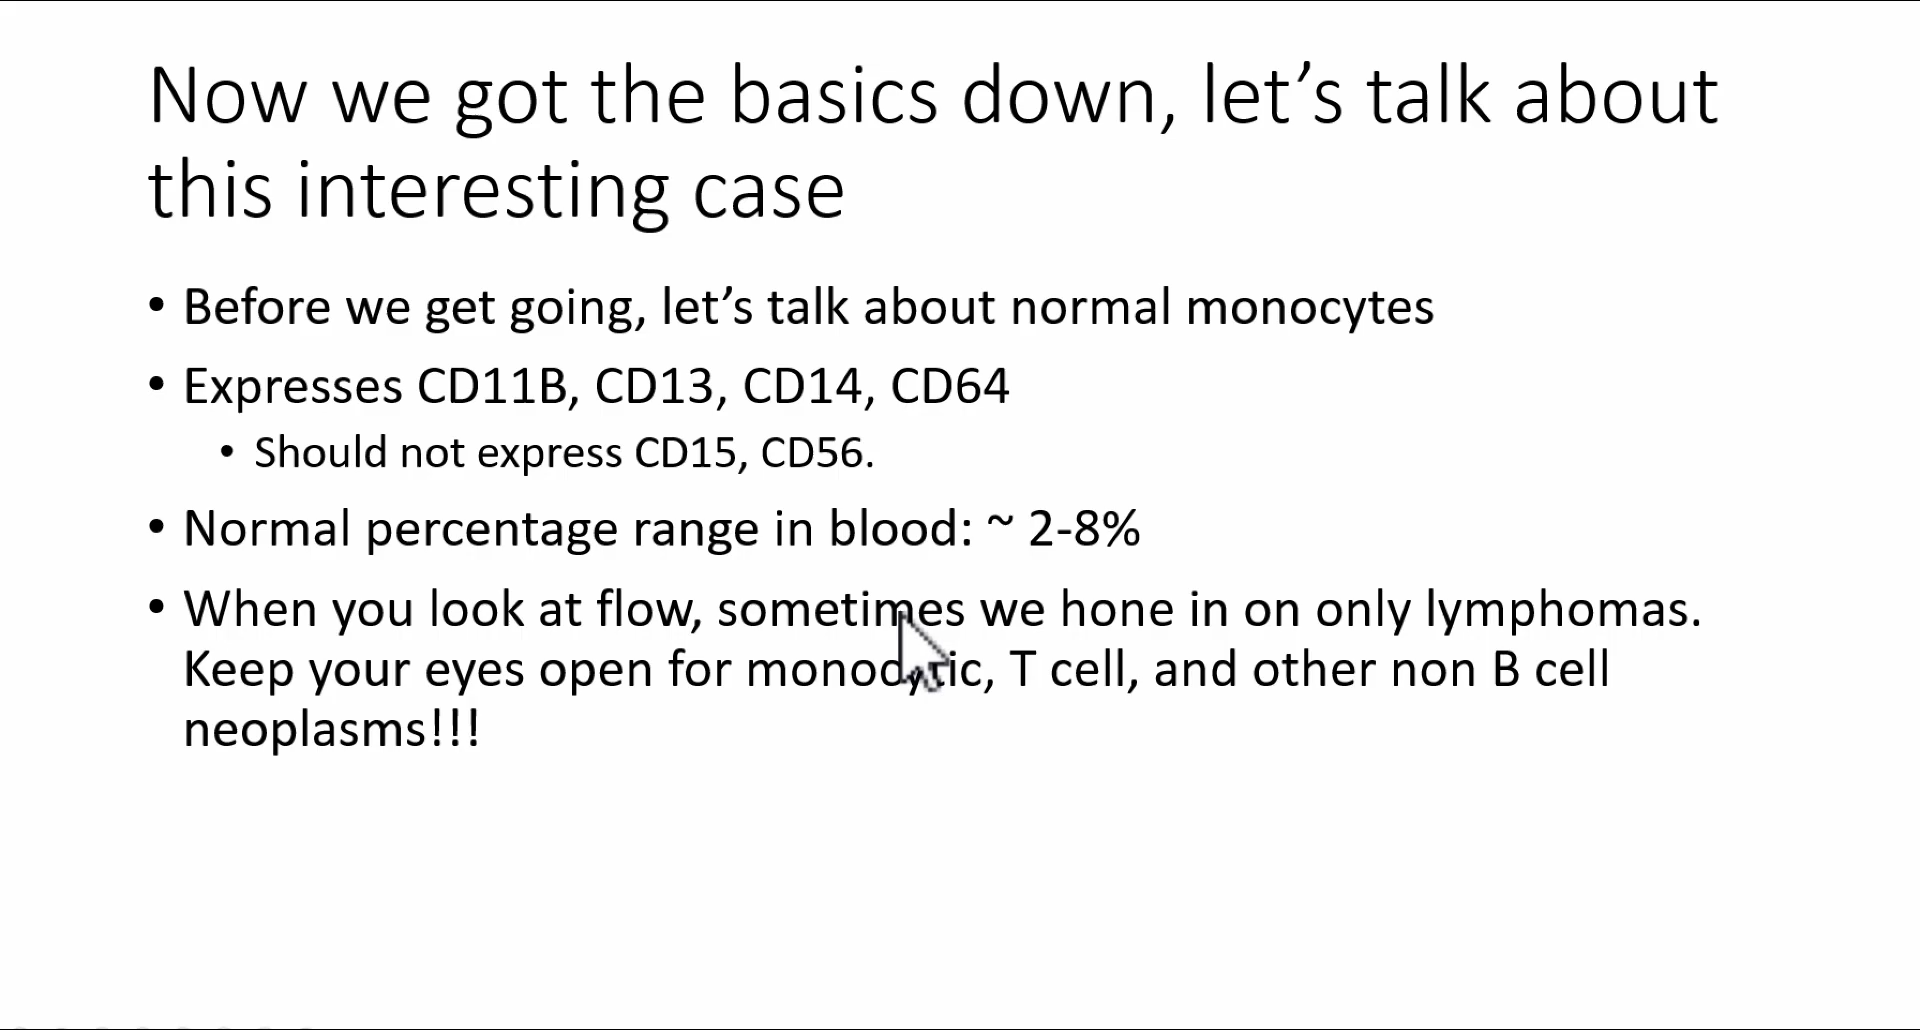 Now we got the basics down, let’s talk about
this interesting case
• Before we get going, let’s talk about normal monocytes
• Expresses CD11B, CD13, CD14, CD64
• Should not express CD15, CD56.
• Normal percentage range in blood: ~ 2-8%
• When you look at flow, sometimes we hone in on only lymphomas.
Keep your eyes open for monocytic, T cell, and other non B cell
neoplasms!!!